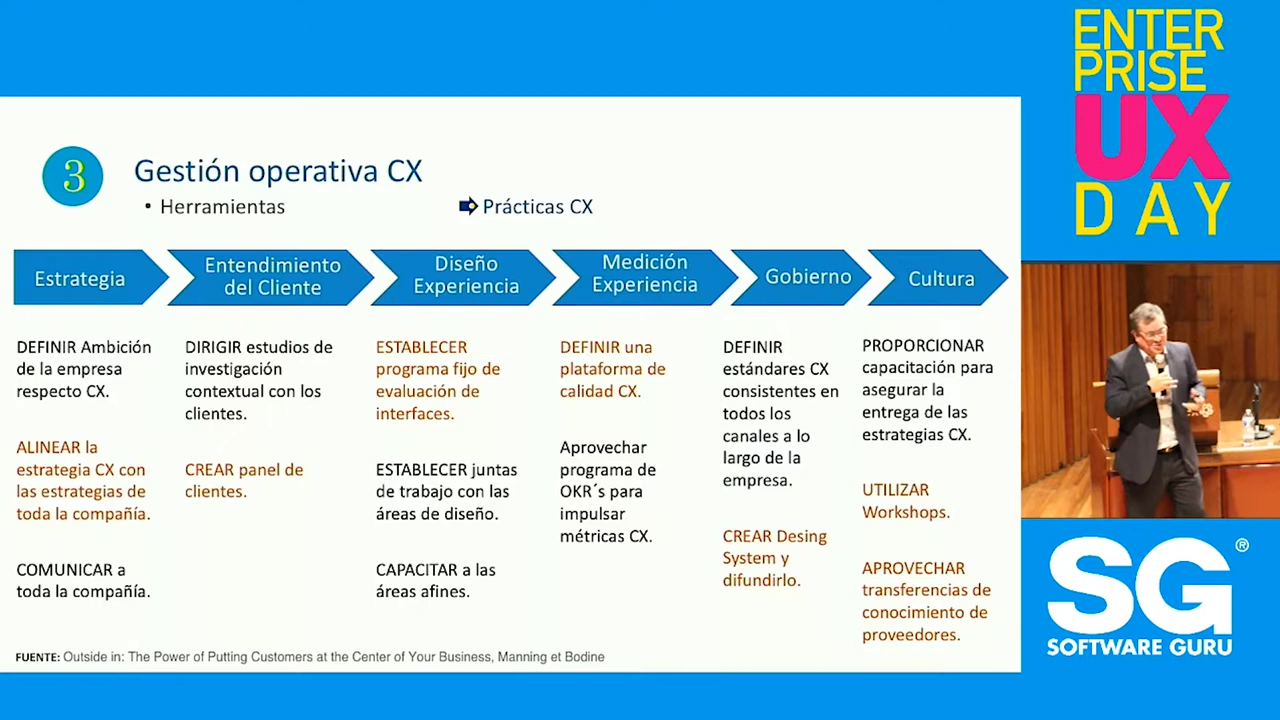 ENTER
PRISE
UX
DAY
3
Gestión operativa CX
• Herramientas
Prácticas CX
Estrategia
Entendimiento
del Cliente
Diseño
Experiencia
Medición
Experiencia
Gobierno
Cultura
DEFINIR Ambición
de la empresa
respecto CX.
ALINEAR la
estrategia CX con
las estrategias de
toda la compañía.
COMUNICAR a
toda la compañía.
DIRIGIR estudios de
investigación
contextual con los
clientes.
CREAR panel de
clientes.
ESTABLECER
programa fijo de
evaluación de
interfaces.
ESTABLECER juntas
de trabajo con las
áreas de diseño.
CAPACITAR a las
áreas afines.
DEFINIR una
plataforma de
calidad CX.
Aprovechar
programa de
OKR´s para
impulsar
métricas CX.
DEFINIR
estándares CX
consistentes en
todos los
canales a lo
largo de la
empresa.
CREAR Desing
System y
difundirlo.
PROPORCIONAR
capacitación para
asegurar la
entrega de las
estrategias CX.
UTILIZAR
Workshops.
APROVECHAR
transferencias de
conocimiento de
proveedores.
FUENTE: Outside in: The Power of Putting Customers at the Center of Your Business, Manning et Bodine
SG®
SOFTWARE GURU